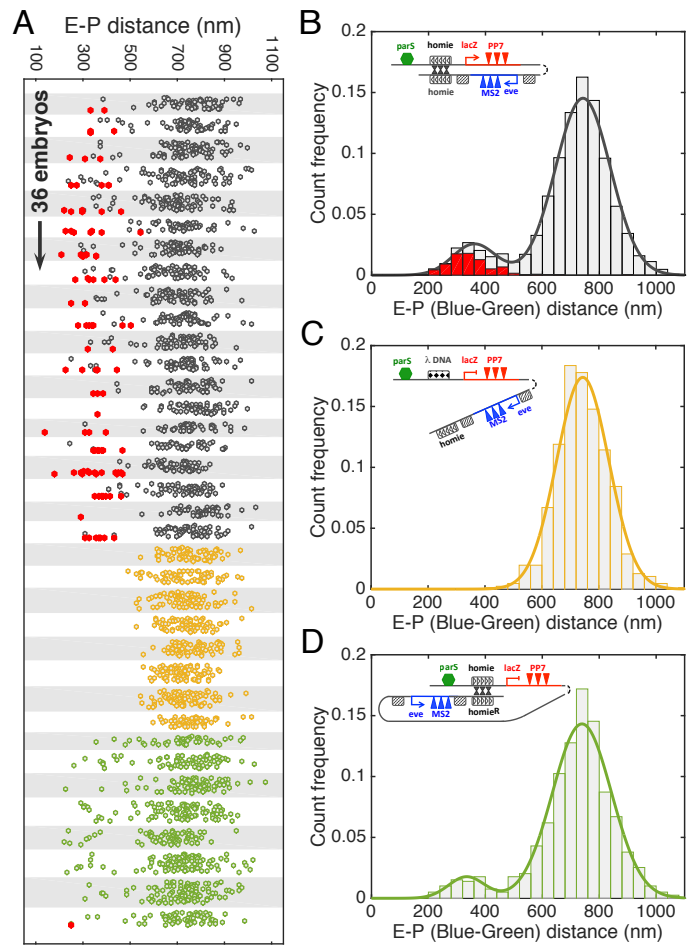 A
E-P distance (nm)
100
300
500
700
900
1100
36 embryos
B
0.2
0.15
0.1
0.05
0
Count frequency
parS
homie
lacZ
PP7
homie
MS2
eve
0 200 400 600 800 1000
E-P (Blue-Green) distance (nm)
C
0.2
0.15
0.1
0.05
0
Count frequency
parS
λ DNA
lacZ
PP7
homie
MS2
eve
0 200 400 600 800 1000
E-P (Blue-Green) distance (nm)
D
0.2
0.15
0.1
0.05
0
Count frequency
parS
homie
lacZ
PP7
eve
MS2
homieR
0 200 400 600 800 1000
E-P (Blue-Green) distance (nm)